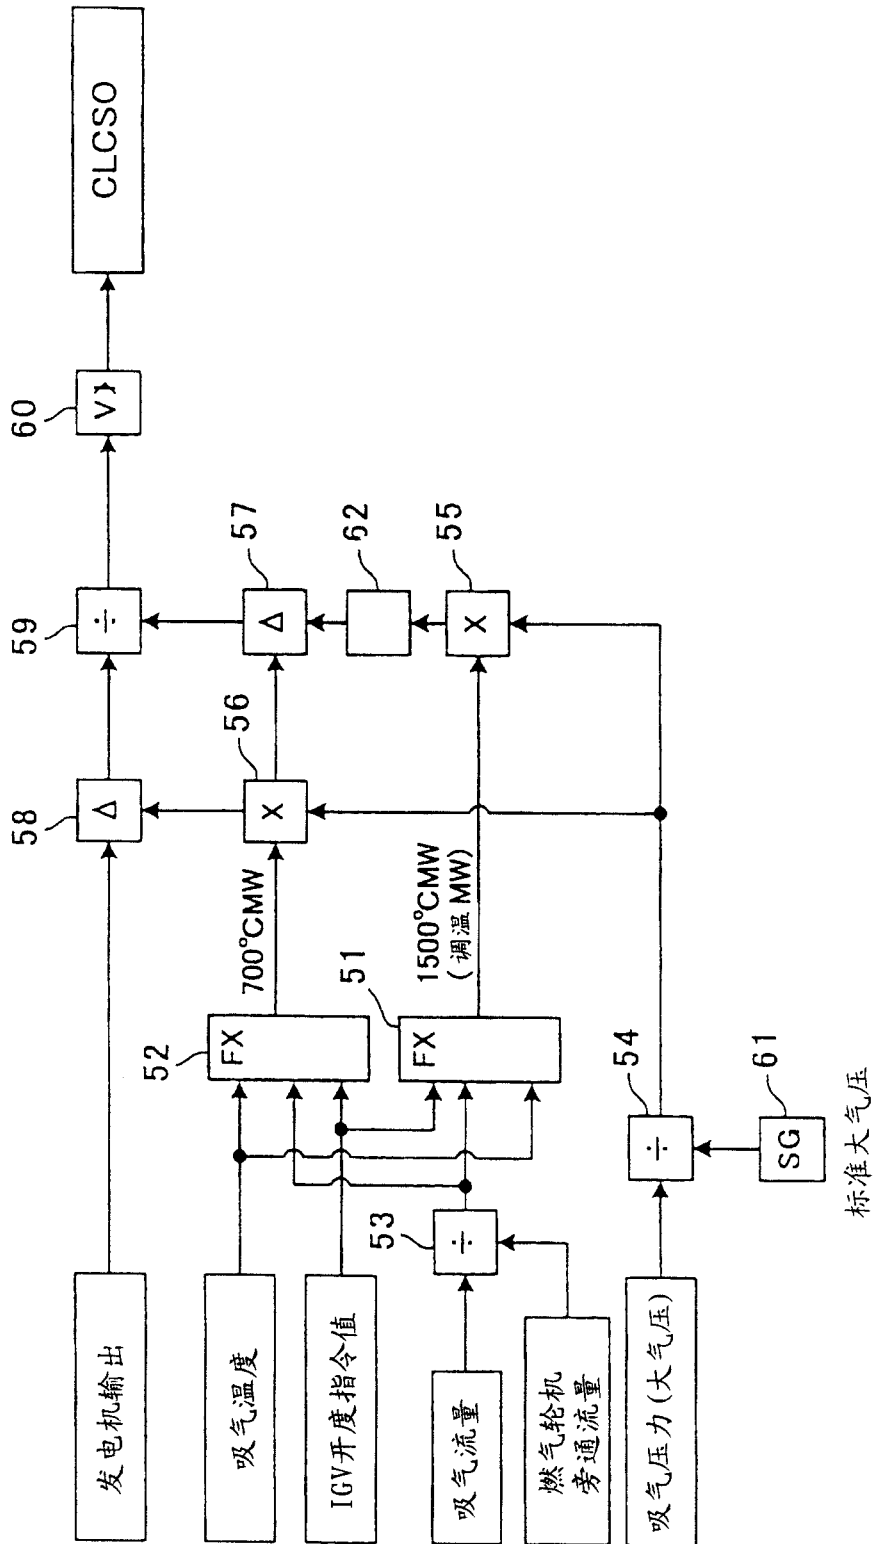 发电机输出
吸气温度
IGV开度指令值
吸气流量
燃气轮机
旁通流量
吸气压力(大气压)
标准大气压
SG
61
÷
54
÷
53
FX
52
FX
51
700°CMW
1500°CMW
(调温 MW)
Δ
58
X
56
÷
59
Δ
57
62
X
55
60
CLCSO